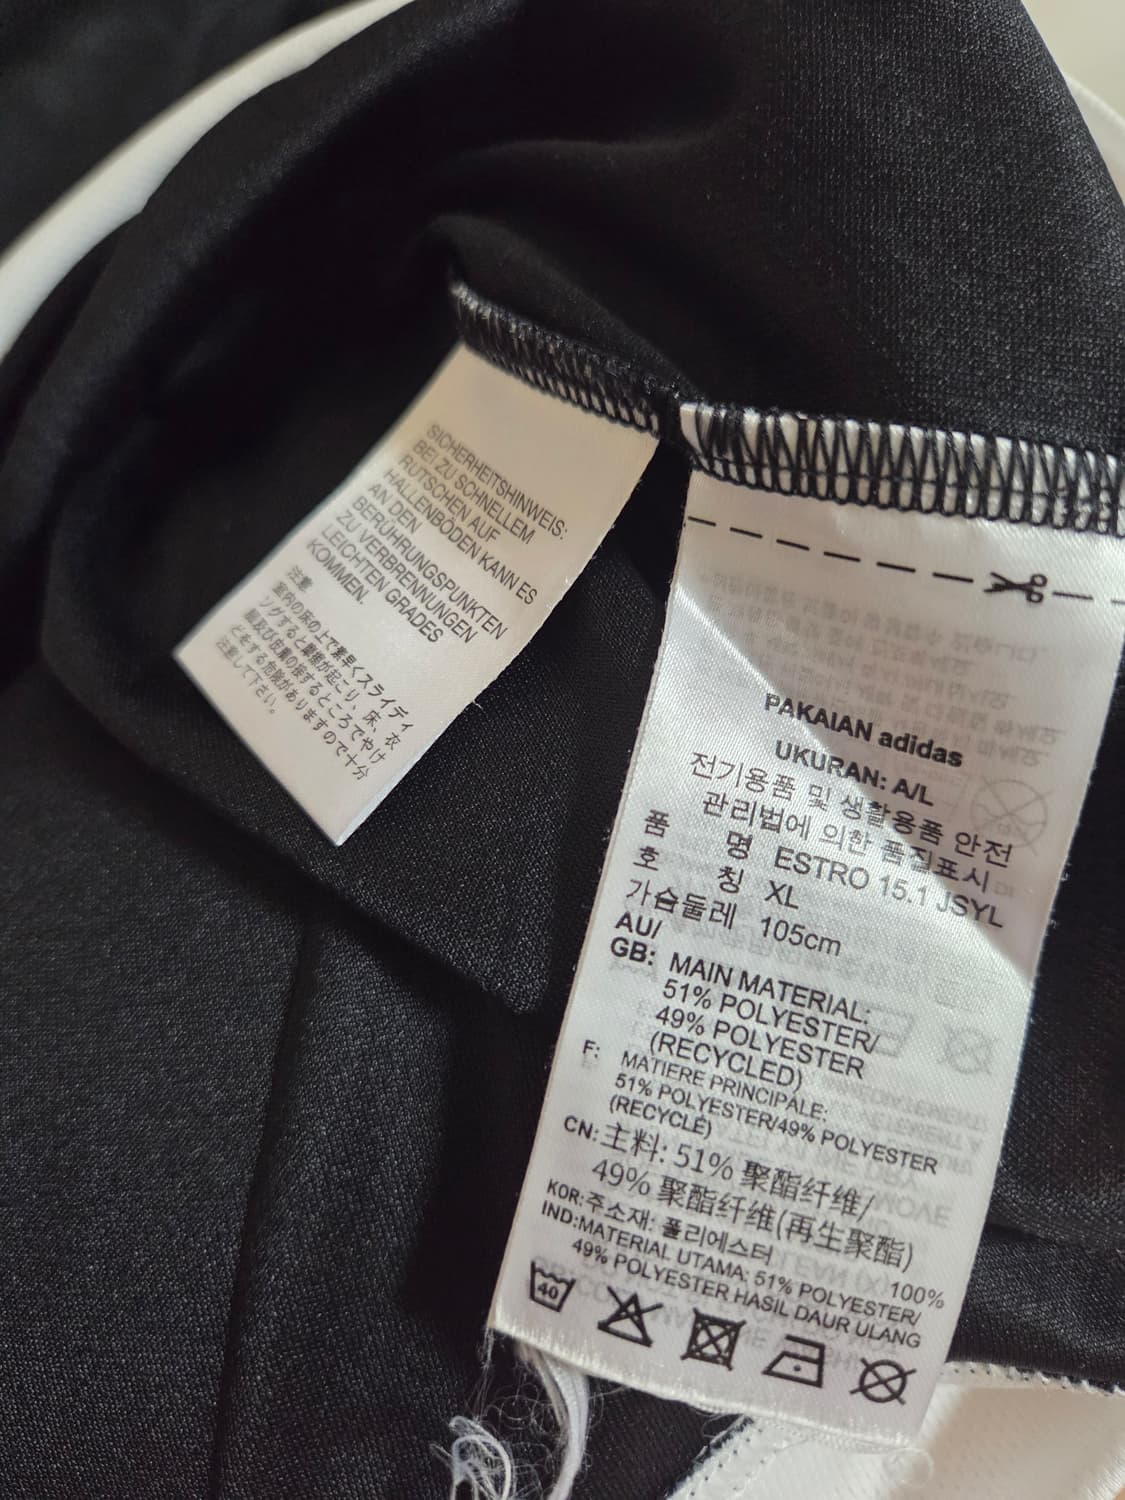 SICHERHEITSHINWEIS:
BEI ZU SCHNELLEM
RUTSCHEN AUF
HALLENBÖDEN KANN ES
AN DEN
BERÜHRUNGSPUNKTEN
ZU VERBRENNUNGEN
LEICHTEN GRADES
KOMMEN.
注意
室内の床の上で素早くスライディ
ングすると摩擦が起こり、床、衣
服及び皮膚の接するところでやけ
どをする危険がありますので十分
注意して下さい。
PAKAIAN adidas
UKURAN: A/L
전기용품 및 생활용품 안전
관리법에 의한 품질표시
품 명 ESTRO 15.1 JSYL
호 칭 XL
가슴둘레 105cm
AU/
GB: MAIN MATERIAL:
51% POLYESTER/
49% POLYESTER
(RECYCLED)
F: MATIERE PRINCIPALE:
51% POLYESTER/49% POLYESTER
(RECYCLÉ)
CN: 主料: 51% 聚酯纤维/
49% 聚酯纤维(再生聚酯)
KOR: 주소재: 폴리에스터 100%
IND: MATERIAL UTAMA: 51% POLYESTER/
49% POLYESTER HASIL DAUR ULANG
40